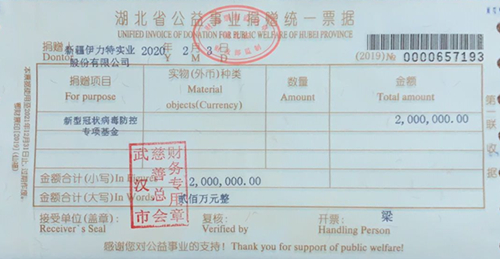 湖北省公益事业捐赠统一票据
UNIFIED INVOICE OF DONATION FOR PUBLIC WELFARE OF HUBEI PROVINCE
捐赠者 新疆伊力特实业股份有限公司 2020年2月3日
Donor Y M D
(2019) № 0000657193
捐赠项目 实物(外币)种类 数量 金额
For purpose Material objects(Currency) Amount Total amount
新型冠状病毒防控专项基金 2,000,000.00
金额合计(小写) In 2,000,000.00
金额合计(大写) In Words 贰佰万元整
武汉市慈善总会财务专用章
接受单位(盖章): 复核: 开票: 梁
Receiver's Seal Verified by Handling Person
感谢您对公益事业的支持! Thank you for support of public welfare!
第一联